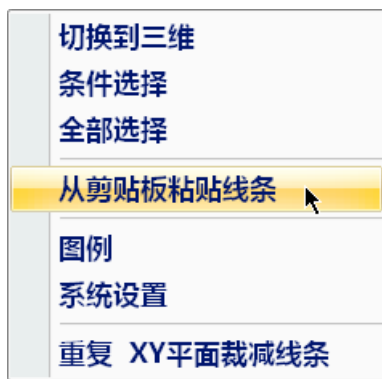 切换到三维
条件选择
全部选择
从剪贴板粘贴线条
图例
系统设置
重复 XY平面裁减线条